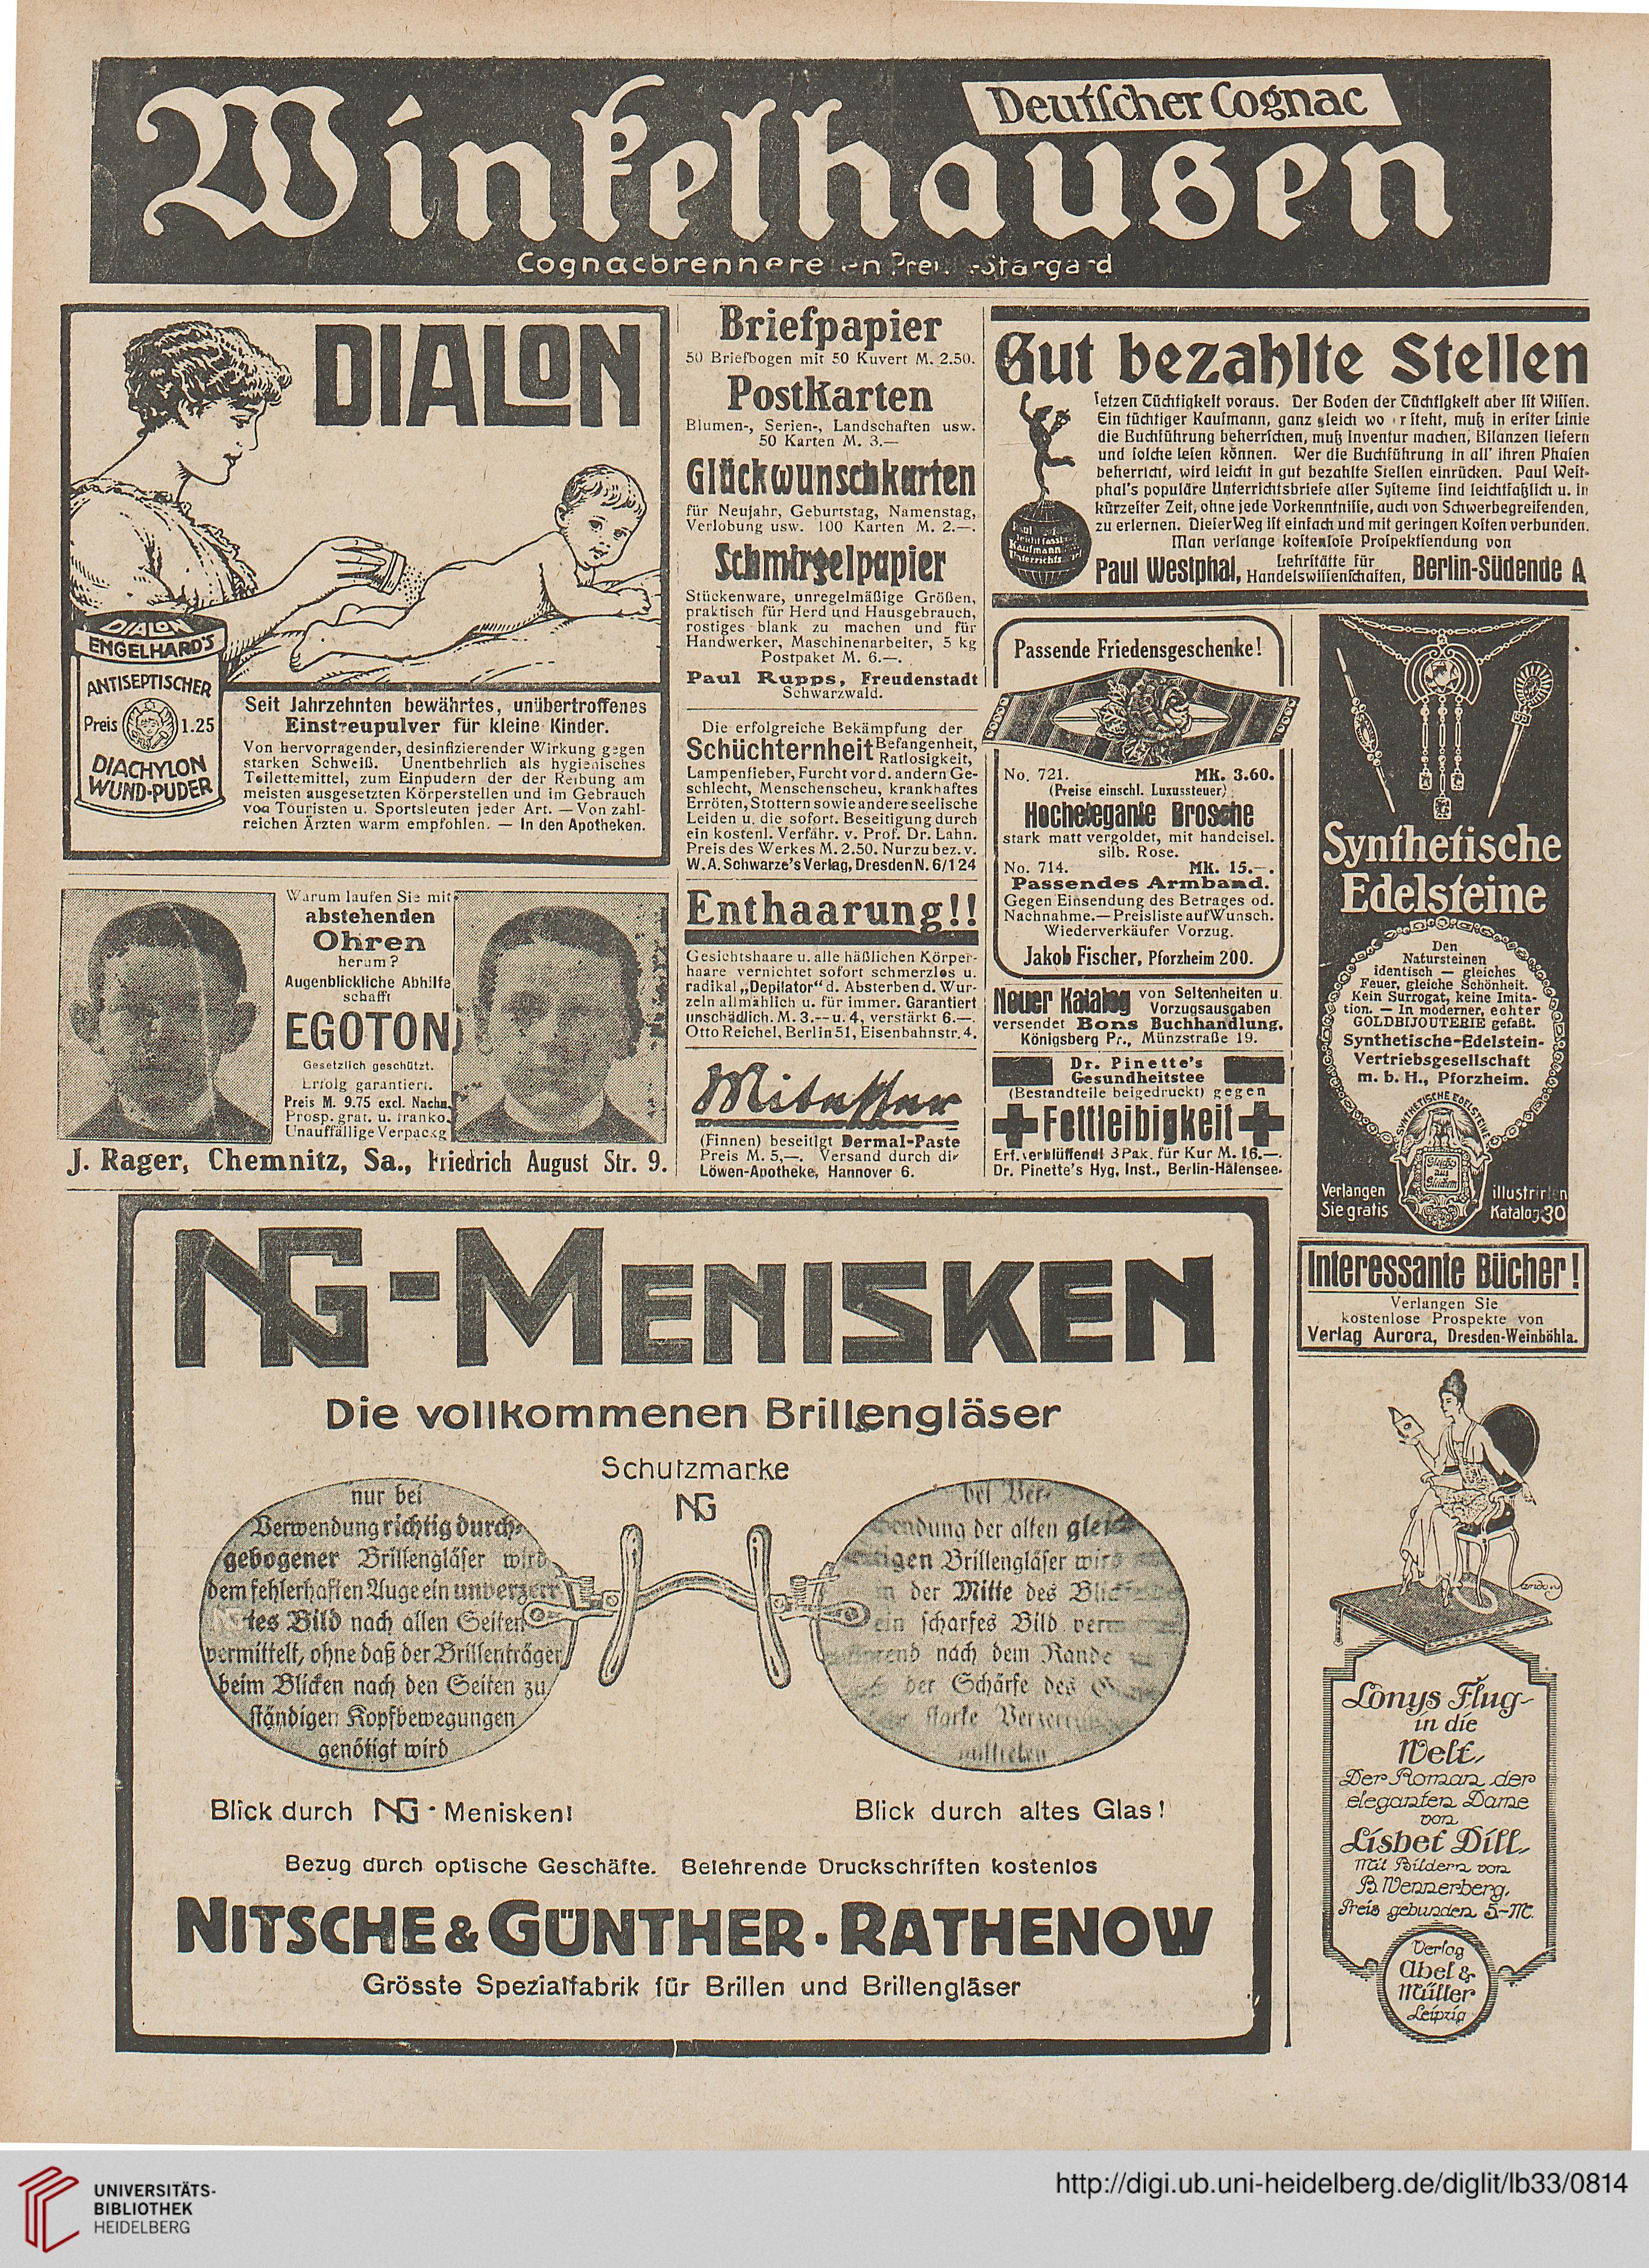 Deutscher Cognac
Winkelhausen
DIALON
DIALON
ENGELHARD'S
ANTISEPTISCHER
Preis 1.25
DIACHYLON
WUND-PUDER
Seit Jahrzehnten bewährtes, unübertroffenes
Einstreupulver für kleine Kinder.
Von hervorragender, desinfizierender Wirkung gegen
starken Schweiß. Unentbehrlich als hygienisches
Toilettemittel, zum Einpudern der der Reibung am
meisten ausgesetzten Körperstellen und im Gebrauch
von Touristen u. Sportsleuten jeder Art. — Von zahl-
reichen Ärzten warm empfohlen. — In den Apotheken.
Warum laufen Sie mit
abstehenden
Ohren
herum?
Augenblickliche Abhilfe
schafft
EGOTON
Gesetzlich geschützt.
Erfolg garantiert.
Preis M. 9.75 excl. Nachn.
Prosp. grat. u. franko.
Unauffällige Verpackg
J. Rager, Chemnitz, Sa., Friedrich August Str. 9.
Briefpapier
50 Briefbogen mit 50 Kuvert M. 2.50.
Postkarten
Blumen-, Serien-, Landschaften usw.
50 Karten M. 3.—
Glückwunschkarten
für Neujahr, Geburtstag, Namenstag,
Verlobung usw. 100 Karten M. 2.—.
Schmirgelpapier
Stückenware, unregelmäßige Größen,
praktisch für Herd und Hausgebrauch,
rostiges blank zu machen und für
Handwerker, Maschinenarbeiter, 5 kg
Postpaket M. 6.—.
Paul Rupps, Freudenstadt
Schwarzwald.
Die erfolgreiche Bekämpfung der
Schüchternheit Befangenheit,
Ratlosigkeit,
Lampenfieber, Furcht vor d. andern Ge-
schlecht, Menschenscheu, krankhaftes
Erröten, Stottern sowie andere seelische
Leiden u. die sofort. Beseitigung durch
ein kostenl. Verfahr. v. Prof. Dr. Lahn.
Preis des Werkes M. 2.50. Nur zu bez. v.
W. A. Schwarze's Verlag, Dresden N. 6/124
Enthaarung!!
Gesichtshaare u. alle häßlichen Körper-
haare vernichtet sofort schmerzlos u.
radikal „Depilator“ d. Absterben d. Wur-
zeln allmählich u. für immer. Garantiert
unschädlich. M. 3.-- u. 4, verstärkt 6.—.
Otto Reichel, Berlin 51, Eisenbahnstr. 4.
Mitesser
(Finnen) beseitigt Dermal-Paste
Preis M. 5,—. Versand durch die
Löwen-Apotheke, Hannover 6.
Gut bezahlte Stellen
setzen Tüchtigkeit voraus. Der Boden der Tüchtigkeit aber ist Wissen.
Ein tüchtiger Kaufmann, ganz gleich wo er steht, muß in erster Linie
die Buchführung beherrschen, muß Inventur machen, Bilanzen liefern
und solche lesen können. Wer die Buchführung in all' ihren Phasen
beherrscht, wird leicht in gut bezahlte Stellen einrücken. Paul West-
phal's populäre Unterrichtsbriefe aller Systeme sind leichtfaßlich u. in
kürzester Zeit, ohne jede Vorkenntnisse, auch von Schwerbegreifenden,
zu erlernen. Dieser Weg ist einfach und mit geringen Kosten verbunden.
Man verlange kostenlose Prospektsendung von
Paul Westphal, Lehrstätte für
Handelswissenschaften, Berlin-Südende A
Passende Friedensgeschenke!
No. 721. Mk. 3.60.
(Preise einschl. Luxussteuer)
Hochelegante Brosche
stark matt vergoldet, mit handcisel.
silb. Rose.
No. 714. Mk. 15.—.
Passendes Armband.
Gegen Einsendung des Betrages od.
Nachnahme.— Preisliste auf Wunsch.
Wiederverkäufer Vorzug.
Jakob Fischer, Pforzheim 200.
Neuer Katalog von Seltenheiten u.
Vorzugsausgaben
versendet Bons Buchhandlung,
Königsberg Pr., Münzstraße 19.
Dr. Pinette's
Gesundheitstee
(Bestandteile beigedruckt) gegen
Fettleibigkeit
Erf. verblüffend! 3 Pak. für Kur M. 16.—.
Dr. Pinette's Hyg. Inst., Berlin-Halensee.
Synthetische
Edelsteine
Den
Natursteinen
identisch — gleiches
Feuer, gleiche Schönheit.
Kein Surrogat, keine Imita-
tion. — In moderner, echter
GOLDBIJOUTERIE gefaßt.
Synthetische-Edelstein-
Vertriebsgesellschaft
m. b. H., Pforzheim.
SYNTHETISCHE EDELSTEINE
Gleiches
aus
Gleichem
Verlangen
Sie gratis
illustrirten
Katalog 30
Interessante Bücher!
Verlangen Sie
kostenlose Prospekte von
Verlag Aurora, Dresden-Weinböhla.
NG-MENISKEN
Die vollkommenen Brillengläser
Schutzmarke
NG
nur bei
Verwendung richtig durch-
gebogener Brillengläser wird
dem fehlerhaften Auge ein unverzerr-
tes Bild nach allen Seiten
vermittelt, ohne daß der Brillenträger
beim Blicken nach den Seiten zu
ständigen Kopfbewegungen
genötigt wird
bei Ver-
wendung der alten gleich
Brillengläser wird
in der Mitte des
ein scharfes Bild
nach dem Rande
der Schärfe des
starke
Blick durch NG - Menisken!
Blick durch altes Glas!
Bezug durch optische Geschäfte. Belehrende Druckschriften kostenlos
NITSCHE & GÜNTHER · RATHENOW
Grösste Spezialfabrik für Brillen und Brillengläser
Lonys Flug
in die
Welt,
Der Roman der
eleganten Dame
von
Lisbet Dill,
Mit Bildern von
B. Wennerberg.
Preis gebunden 5-M.
Verlag
Abel &
Müller
Leipzig
UNIVERSITÄTS-
BIBLIOTHEK
HEIDELBERG
http://digi.ub.uni-heidelberg.de/diglit/lb33/0814